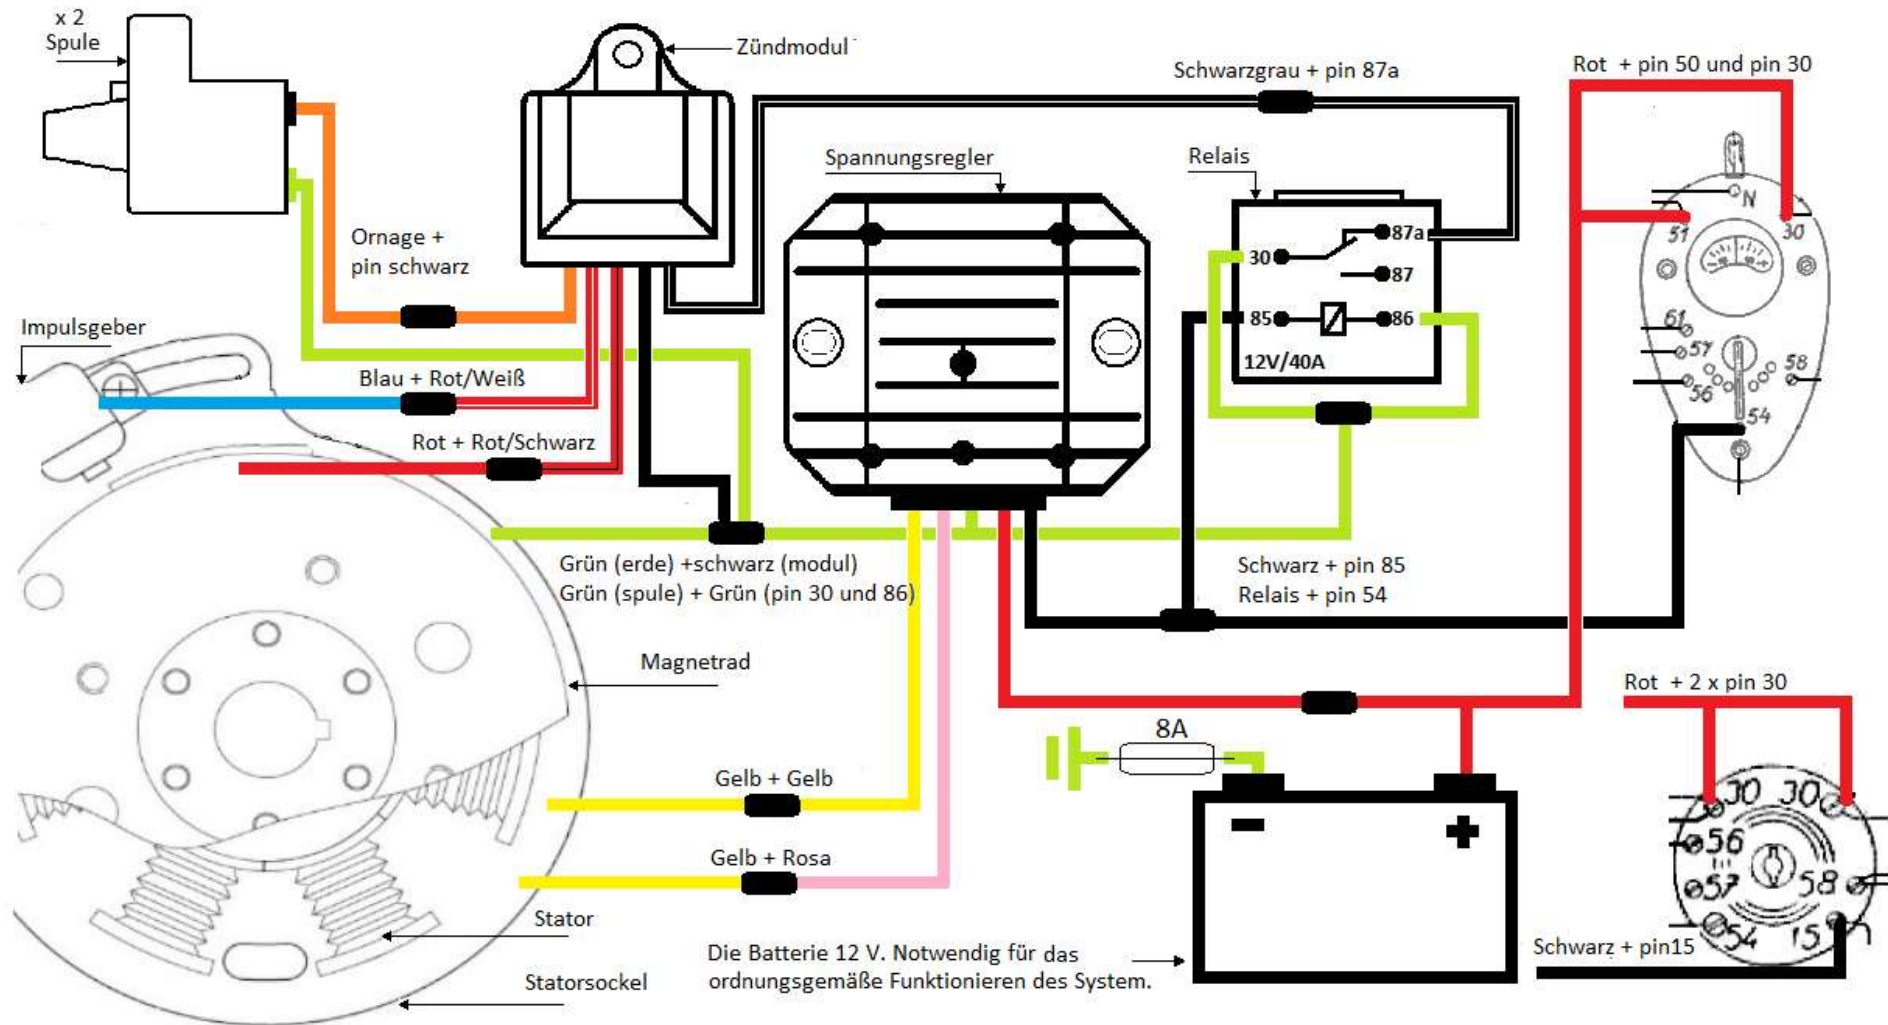 x 2
Spule
Zündmodul
Schwarzgrau + pin 87a
Rot + pin 50 und pin 30
Spannungsregler
Relais
N
51
30
Ornage +
pin schwarz
87a
30
87
85
86
12V/40A
Impulsgeber
61
57
56
58
54
Blau + Rot/Weiß
Rot + Rot/Schwarz
Grün (erde) +schwarz (modul)
Grün (spule) + Grün (pin 30 und 86)
Schwarz + pin 85
Relais + pin 54
Magnetrad
Rot + 2 x pin 30
8A
Gelb + Gelb
30 30
56
57
58
54
15
Gelb + Rosa
Stator
Statorsockel
Die Batterie 12 V. Notwendig für das
ordnungsgemäße Funktionieren des System.
Schwarz + pin15